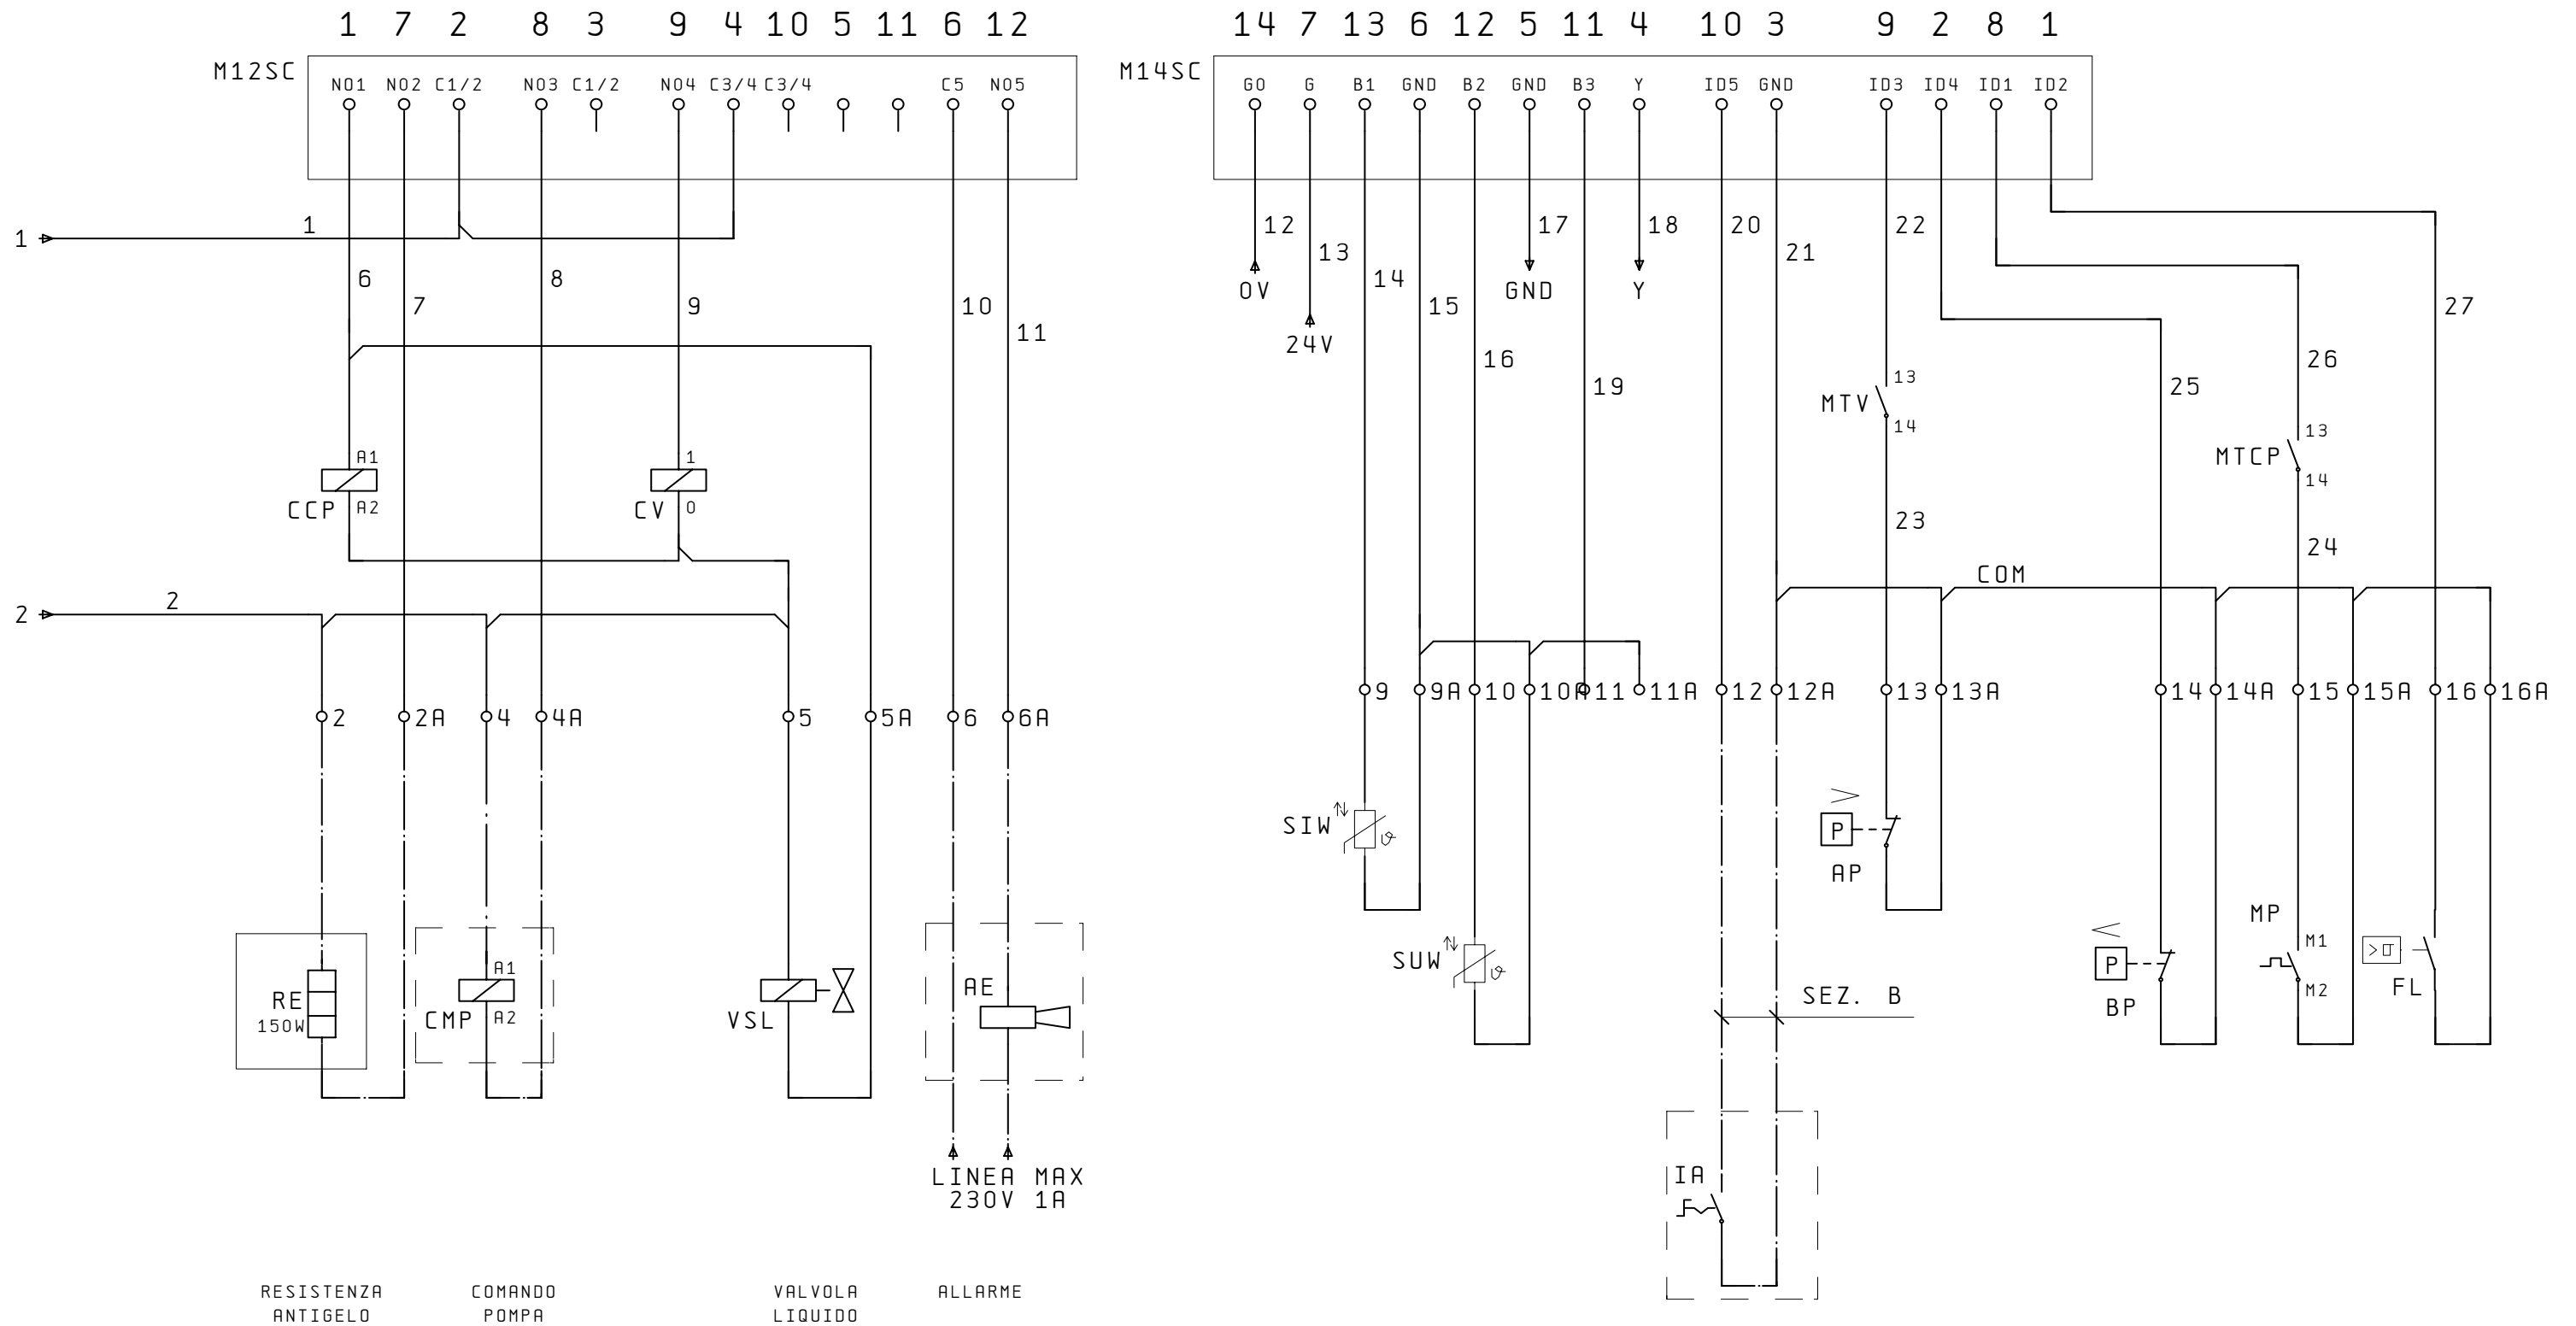 1 7 2 8 3 9 4 10 5 11 6 12 14 7 13 6 12 5 11 4 10 3 9 2 8 1
M12SC M14SC
NO1 NO2 C1/2 NO3 C1/2 NO4 C3/4 C3/4 C5 NO5 G0 G B1 GND B2 GND B3 Y ID5 GND ID3 ID4 ID1 ID2
1 1 12 17 18 20 22
13 21
6 8 14
0V GND Y
7 9 10 15 27
11
24V
16 26
13
19 25
MTV
14
13
A1 1 MTCP
14
CCP A2 CV 0
23
24
COM
2 2
9 9A 10 10A 11 11A 12 12A 13 13A 14 14A 15 15A 16 16A
2 2A 4 4A 5 5A 6 6A
>
SIW ϑ P
AP
MP
<
M1
>
SUW ϑ P
A1
AE FL
RE M2
SEZ. B
BP
150W CMP A2 VSL
LINEA MAX
230V 1A
IA
RESISTENZA
ANTIGELO
COMANDO
POMPA
VALVOLA
LIQUIDO
ALLARME